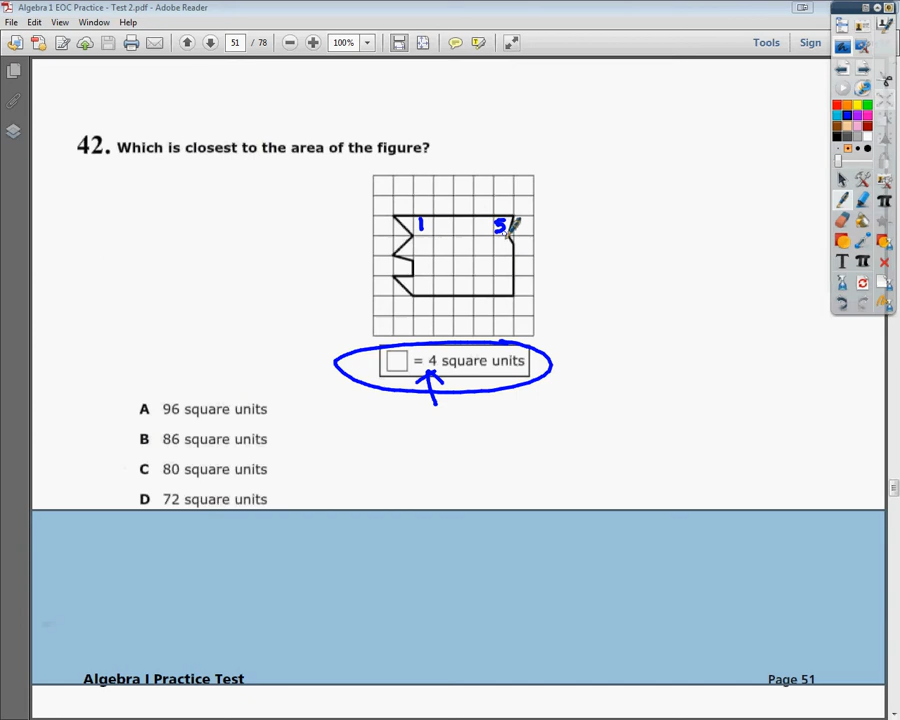 Algebra 1 EOC Practice - Test 2.pdf - Adobe Reader
File Edit View Window Help
51 / 78 100% Tools Sign
42. Which is closest to the area of the figure?
1 5
= 4 square units
A 96 square units
B 86 square units
C 80 square units
D 72 square units
Algebra I Practice Test Page 51